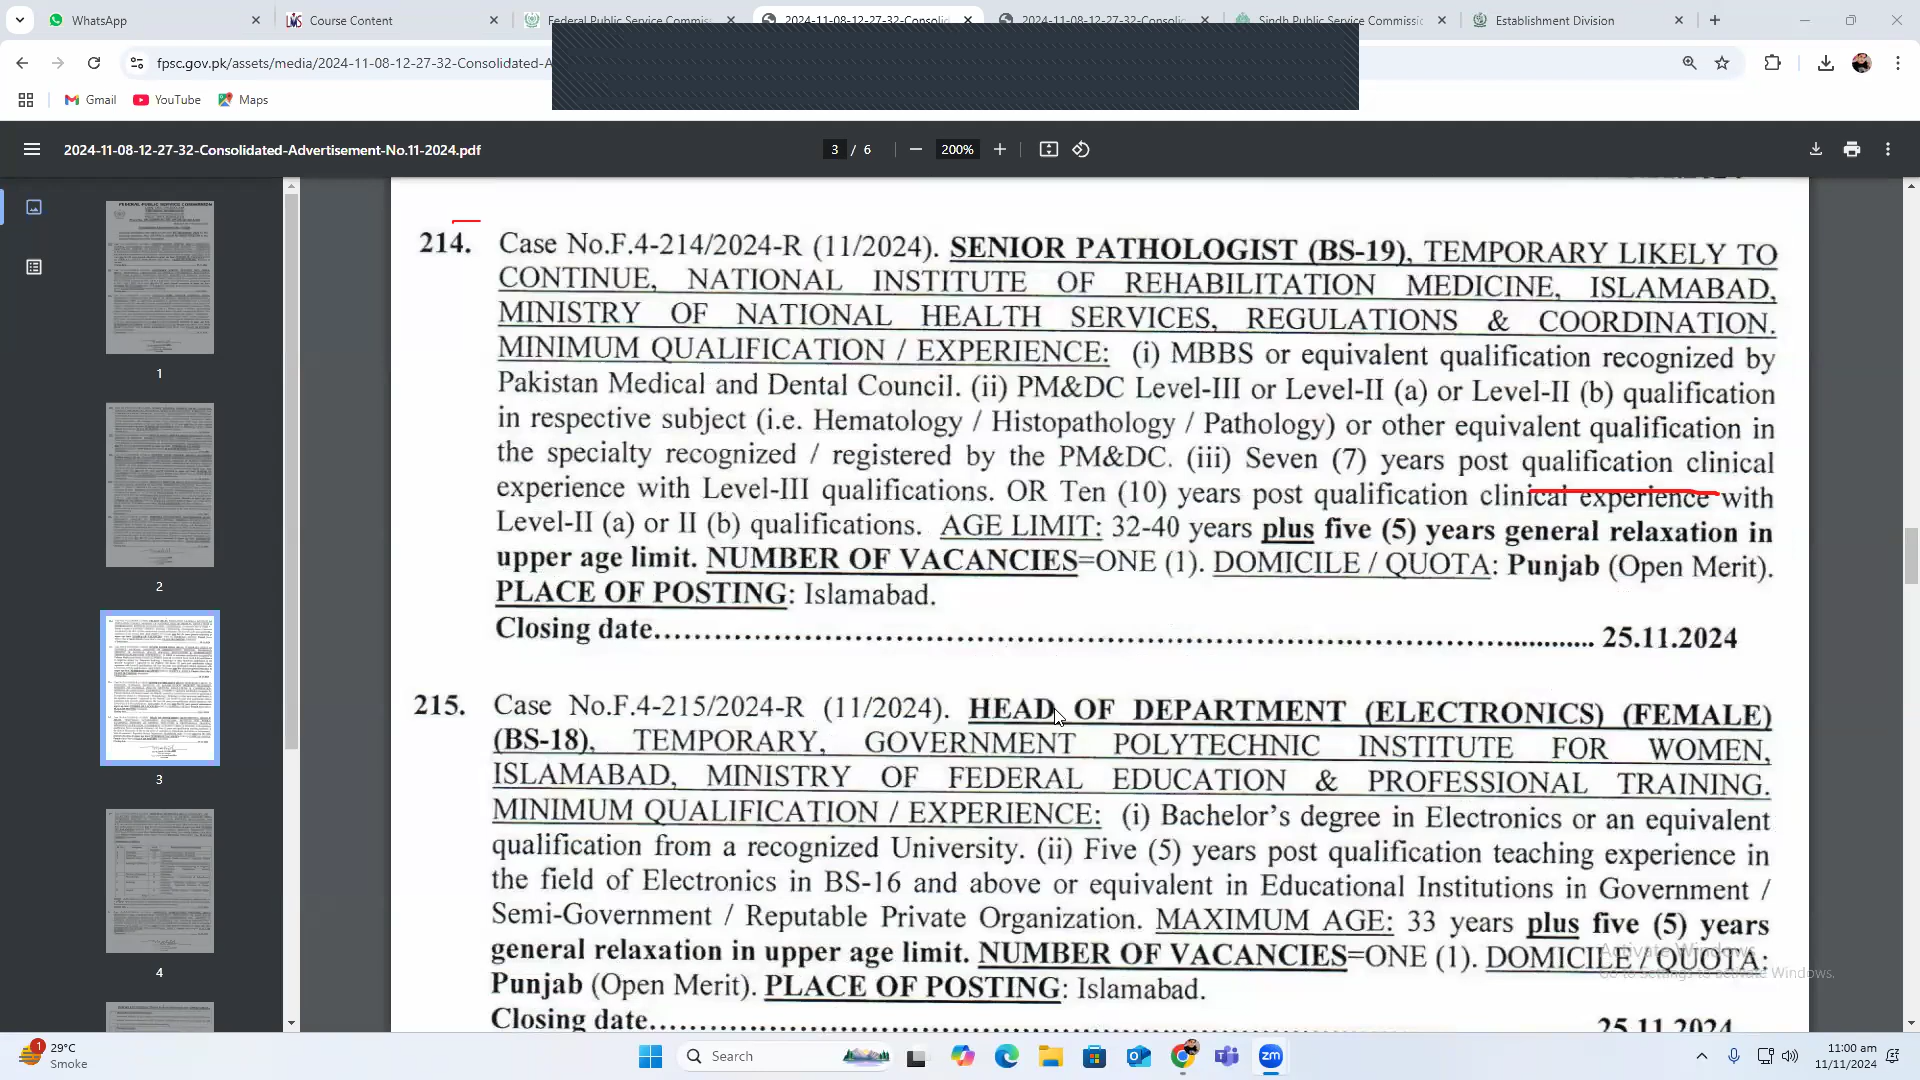 WhatsApp
Course Content
Federal Public Service Commis
2024-11-08-12-27-32-Consolid
2024-11-08-12-27-32-Consolid
Sindh Public Service Commissic
Establishment Division
fpsc.gov.pk/assets/media/2024-11-08-12-27-32-Consolidated-A
Gmail
YouTube
Maps
2024-11-08-12-27-32-Consolidated-Advertisement-No.11-2024.pdf
3 / 6
200%
1
2
3
4
214. Case No.F.4-214/2024-R (11/2024). SENIOR PATHOLOGIST (BS-19), TEMPORARY LIKELY TO
CONTINUE, NATIONAL INSTITUTE OF REHABILITATION MEDICINE, ISLAMABAD,
MINISTRY OF NATIONAL HEALTH SERVICES, REGULATIONS & COORDINATION.
MINIMUM QUALIFICATION / EXPERIENCE: (i) MBBS or equivalent qualification recognized by
Pakistan Medical and Dental Council. (ii) PM&DC Level-III or Level-II (a) or Level-II (b) qualification
in respective subject (i.e. Hematology / Histopathology / Pathology) or other equivalent qualification in
the specialty recognized / registered by the PM&DC. (iii) Seven (7) years post qualification clinical
experience with Level-III qualifications. OR Ten (10) years post qualification clinical experience with
Level-II (a) or II (b) qualifications. AGE LIMIT: 32-40 years plus five (5) years general relaxation in
upper age limit. NUMBER OF VACANCIES=ONE (1). DOMICILE / QUOTA: Punjab (Open Merit).
PLACE OF POSTING: Islamabad.
Closing date.......................................................................................... 25.11.2024
215. Case No.F.4-215/2024-R (11/2024). HEAD OF DEPARTMENT (ELECTRONICS) (FEMALE)
(BS-18), TEMPORARY, GOVERNMENT POLYTECHNIC INSTITUTE FOR WOMEN,
ISLAMABAD, MINISTRY OF FEDERAL EDUCATION & PROFESSIONAL TRAINING.
MINIMUM QUALIFICATION / EXPERIENCE: (i) Bachelor's degree in Electronics or an equivalent
qualification from a recognized University. (ii) Five (5) years post qualification teaching experience in
the field of Electronics in BS-16 and above or equivalent in Educational Institutions in Government /
Semi-Government / Reputable Private Organization. MAXIMUM AGE: 33 years plus five (5) years
general relaxation in upper age limit. NUMBER OF VACANCIES=ONE (1). DOMICILE / QUOTA:
Punjab (Open Merit). PLACE OF POSTING: Islamabad.
Closing date.......................................................................................... 25.11.2024
Activate Windows
Go to Settings to activate Windows.
1
29°C
Smoke
Search
zm
11:00 am
11/11/2024